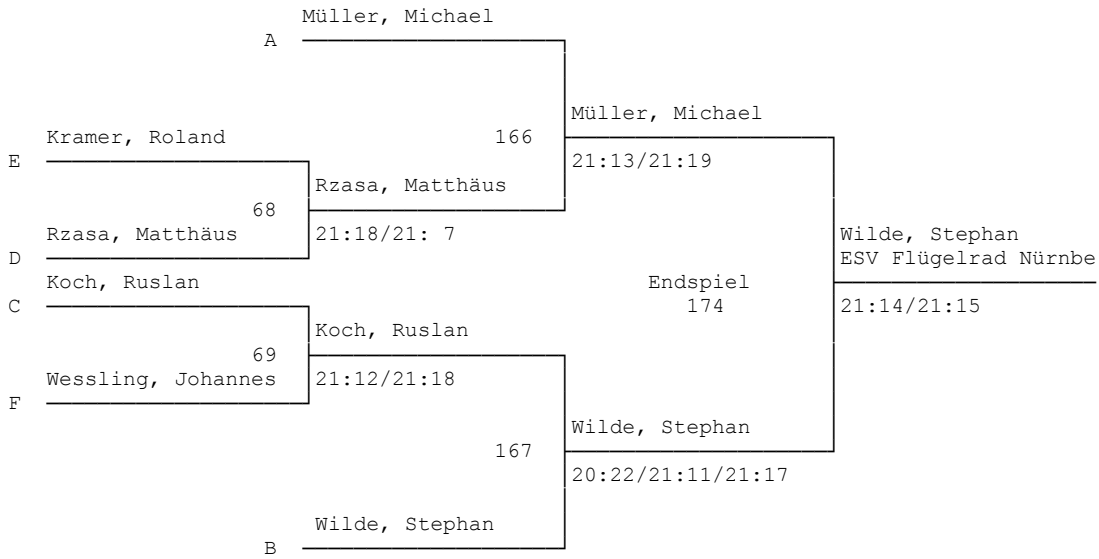 Müller, Michael
A
Müller, Michael
Kramer, Roland
166
E
21:13/21:19
Rzasa, Matthäus
68
Rzasa, Matthäus
21:18/21: 7
Wilde, Stephan
D
ESV Flügelrad Nürnbe
Koch, Ruslan
Endspiel
C
174
21:14/21:15
Koch, Ruslan
69
Wessling, Johannes
21:12/21:18
F
Wilde, Stephan
167
20:22/21:11/21:17
Wilde, Stephan
B